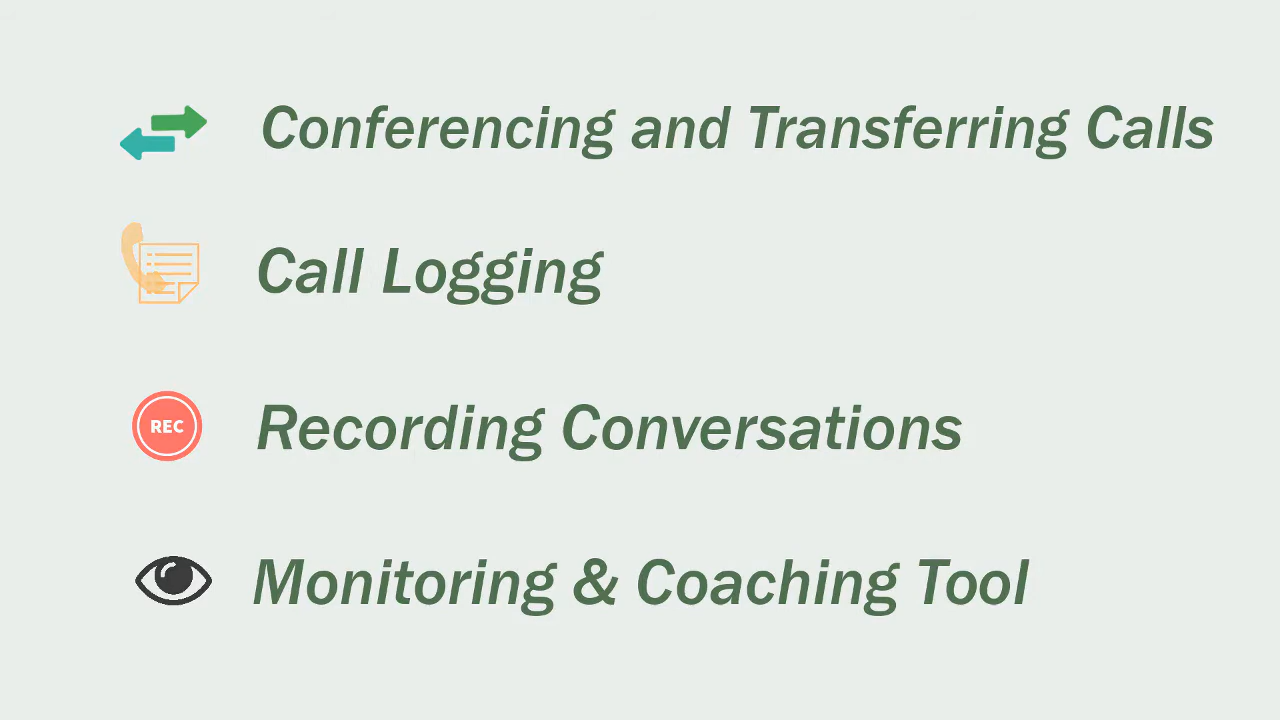 Conferencing and Transferring Calls
Call Logging
REC
Recording Conversations
Monitoring & Coaching Tool